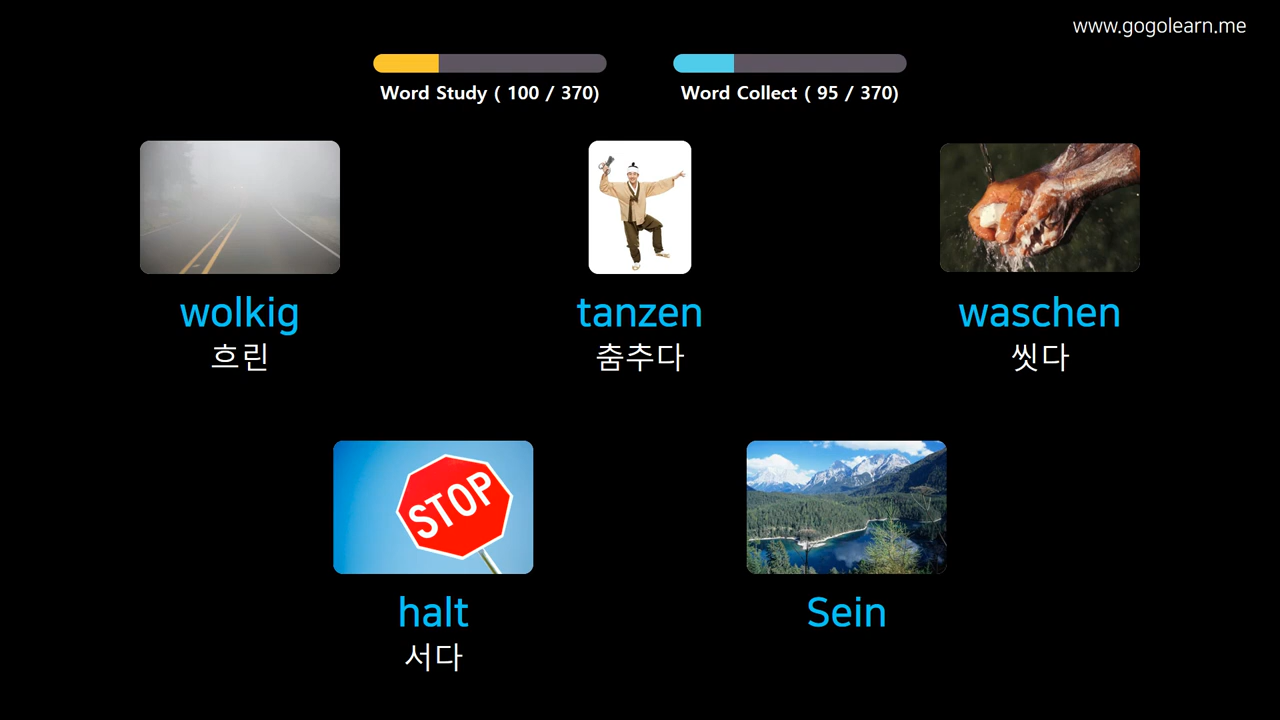 www.gogolearn.me
Word Study ( 100 / 370)
Word Collect ( 95 / 370)
wolkig
흐린
tanzen
춤추다
waschen
씻다
STOP
halt
서다
Sein